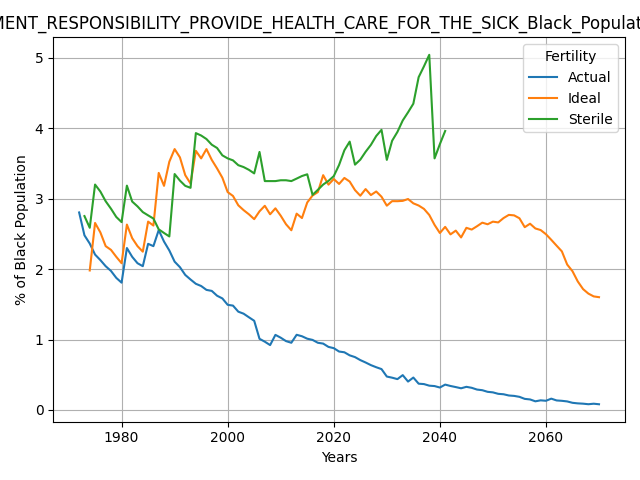 MENT_RESPONSIBILITY_PROVIDE_HEALTH_CARE_FOR_THE_SICK_Black_Populat
Fertility
Actual
Ideal
Sterile
% of Black Population
5
4
3
2
1
0
1980 2000 2020 2040 2060
Years